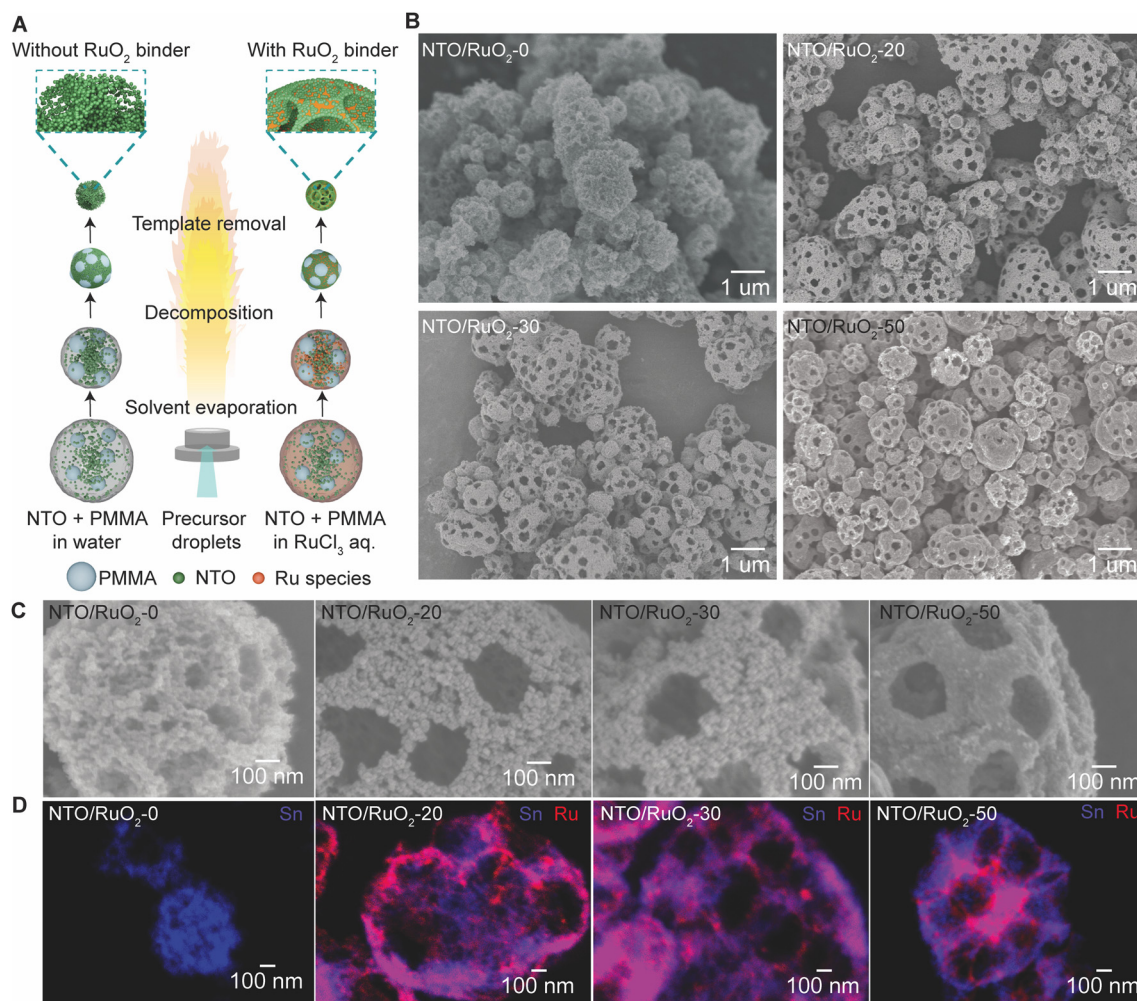 A
Without RuO₂ binder
With RuO₂ binder
Template removal
Decomposition
Solvent evaporation
NTO + PMMA
in water
Precursor
droplets
NTO + PMMA
in RuCl₃ aq.
PMMA
NTO
Ru species
B
NTO/RuO₂-0
1 um
NTO/RuO₂-20
1 um
NTO/RuO₂-30
1 um
NTO/RuO₂-50
1 um
C
NTO/RuO₂-0
100 nm
NTO/RuO₂-20
100 nm
NTO/RuO₂-30
100 nm
NTO/RuO₂-50
100 nm
D
NTO/RuO₂-0
Sn
100 nm
NTO/RuO₂-20
Sn Ru
100 nm
NTO/RuO₂-30
Sn Ru
100 nm
NTO/RuO₂-50
Sn Ru
100 nm